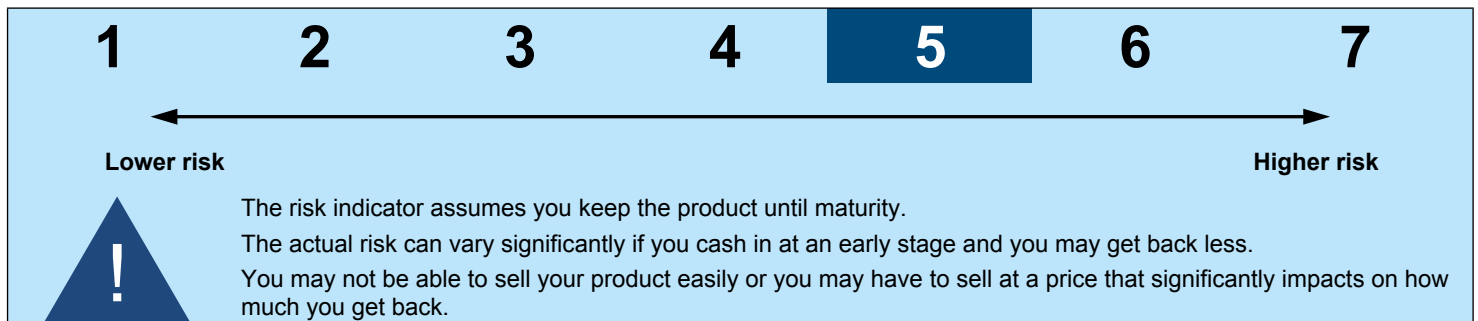 1 2 3 4 5 6 7
Lower risk Higher risk
The risk indicator assumes you keep the product until maturity.
The actual risk can vary significantly if you cash in at an early stage and you may get back less.
You may not be able to sell your product easily or you may have to sell at a price that significantly impacts on how
much you get back.
!